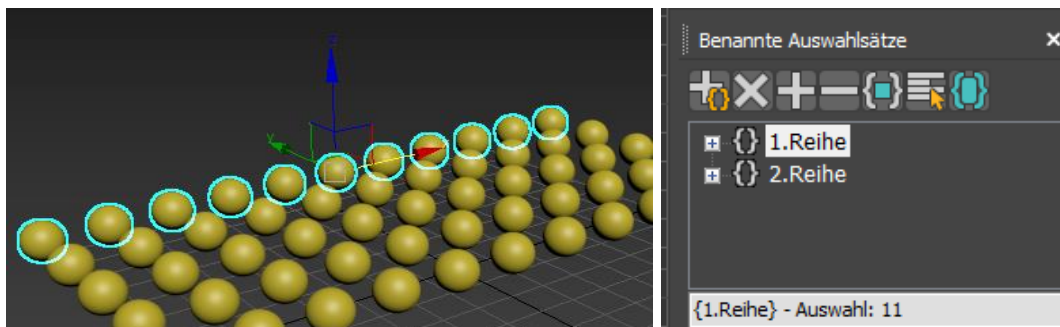 Z
Y
Benannte Auswahlsätze
1.Reihe
2.Reihe
{1.Reihe} - Auswahl: 11